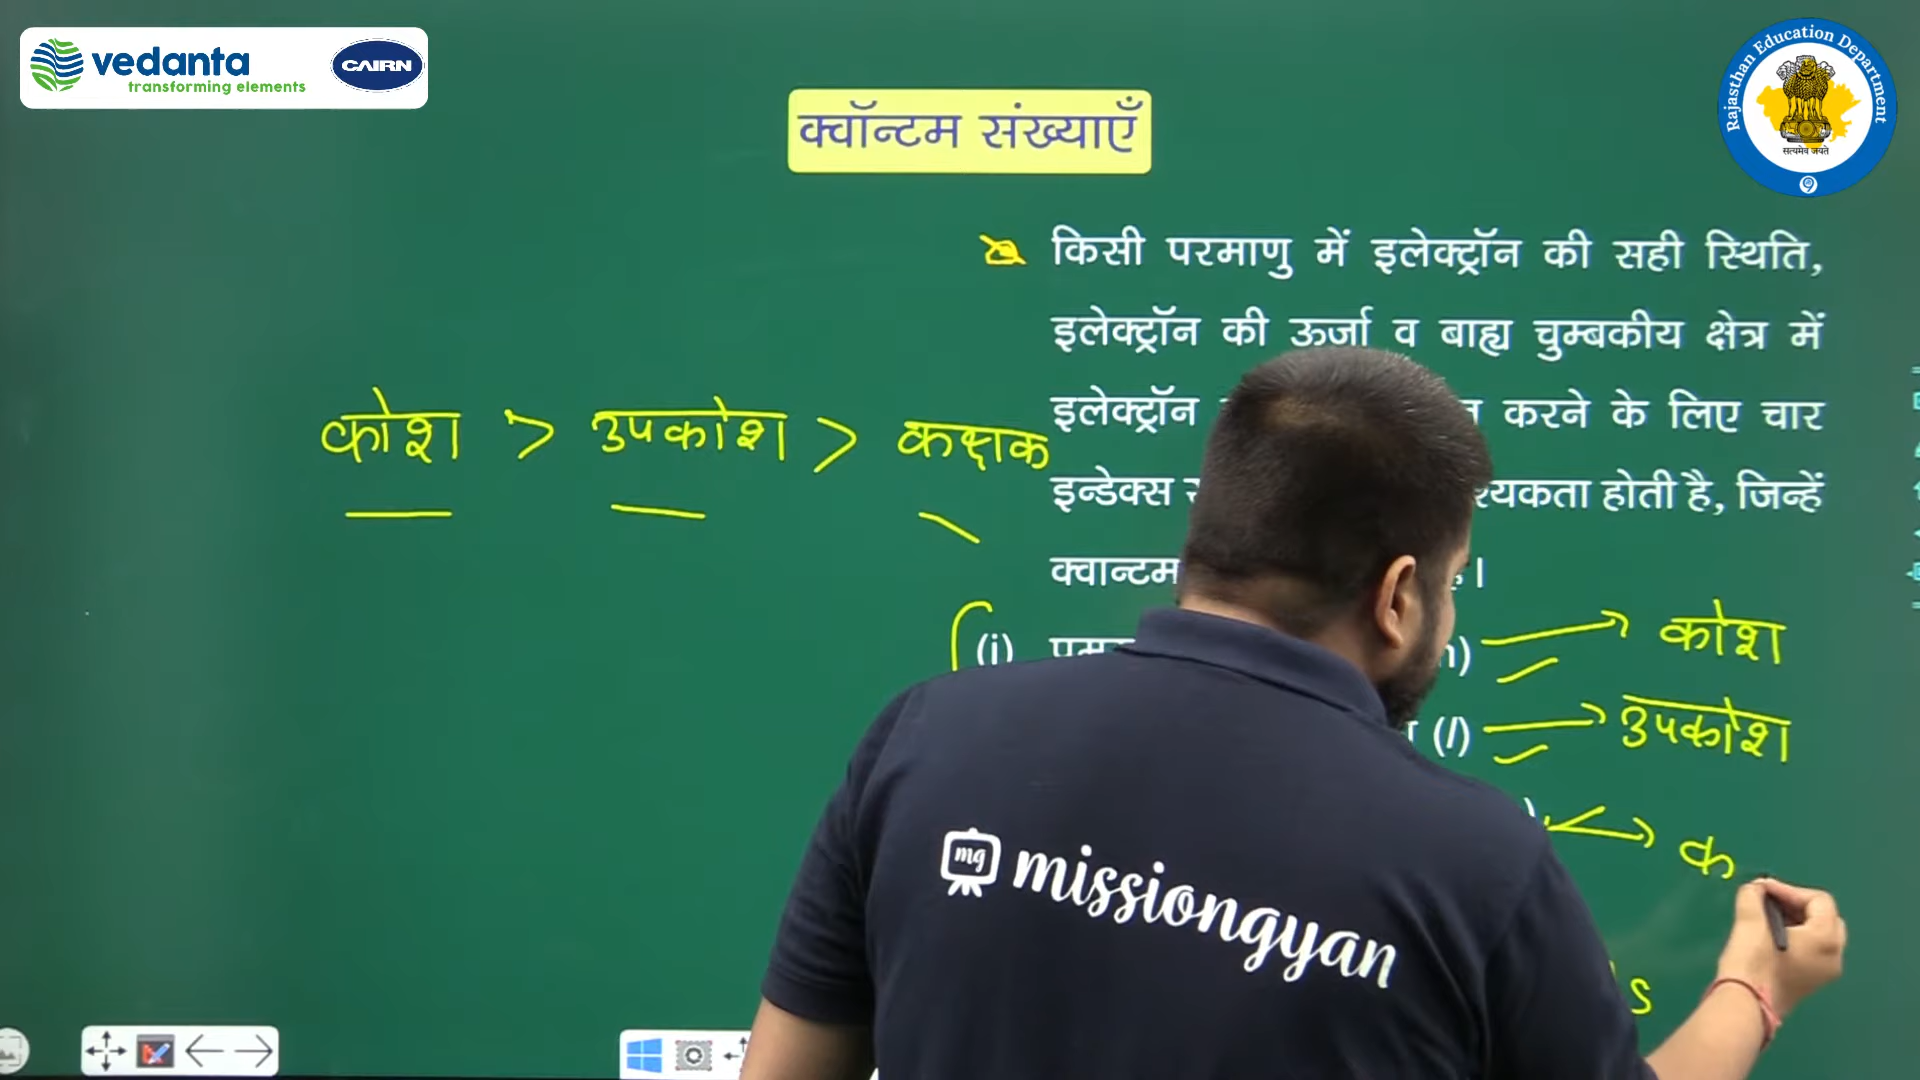 vedanta
transforming elements
CAIRN
Rajasthan Education Department
सत्यमेव जयते
क्वॉन्टम संख्याएँ
किसी परमाणु में इलेक्ट्रॉन की सही स्थिति,
इलेक्ट्रॉन की ऊर्जा व बाह्य चुम्बकीय क्षेत्र में
इलेक्ट्रॉन करने के लिए चार
इन्डेक्स होती है, जिन्हें
क्वान्टम
कोश > उपकोश > कक्षक
(i) → कोश
(l) → उपकोश
→ क
s
mg missiongyan